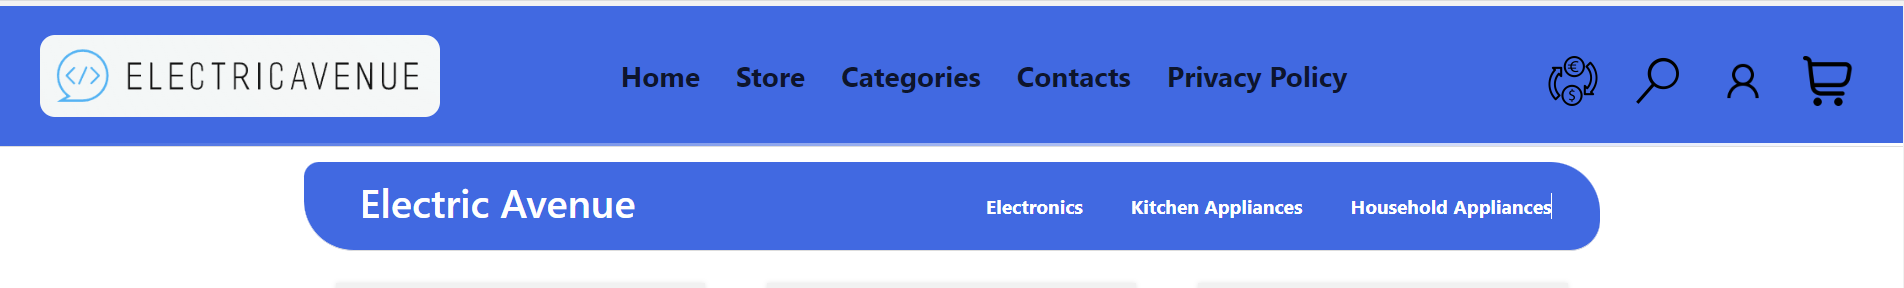 </> ELECTRICAVENUE Home Store Categories Contacts Privacy Policy € $
Electric Avenue Electronics Kitchen Appliances Household Appliances